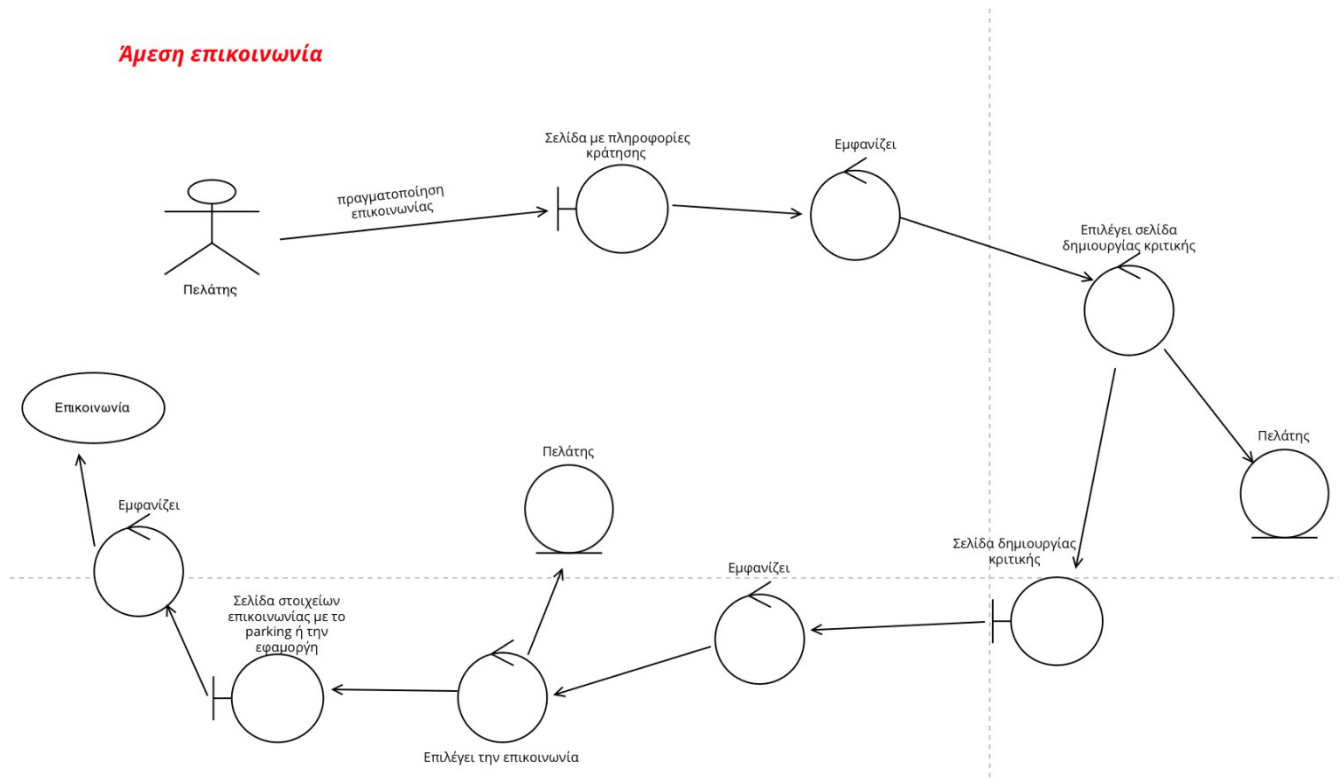 Άμεση επικοινωνία
Σελίδα με πληροφορίες
κράτησης
Εμφανίζει
πραγματοποίηση
επικοινωνίας
Πελάτης
Επιλέγει σελίδα
δημιουργίας κριτικής
Επικοινωνία
Πελάτης
Πελάτης
Εμφανίζει
Σελίδα δημιουργίας
κριτικής
Εμφανίζει
Σελίδα στοιχείων
επικοινωνίας με το
parking ή την
εφαμοργή
Επιλέγει την επικοινωνία